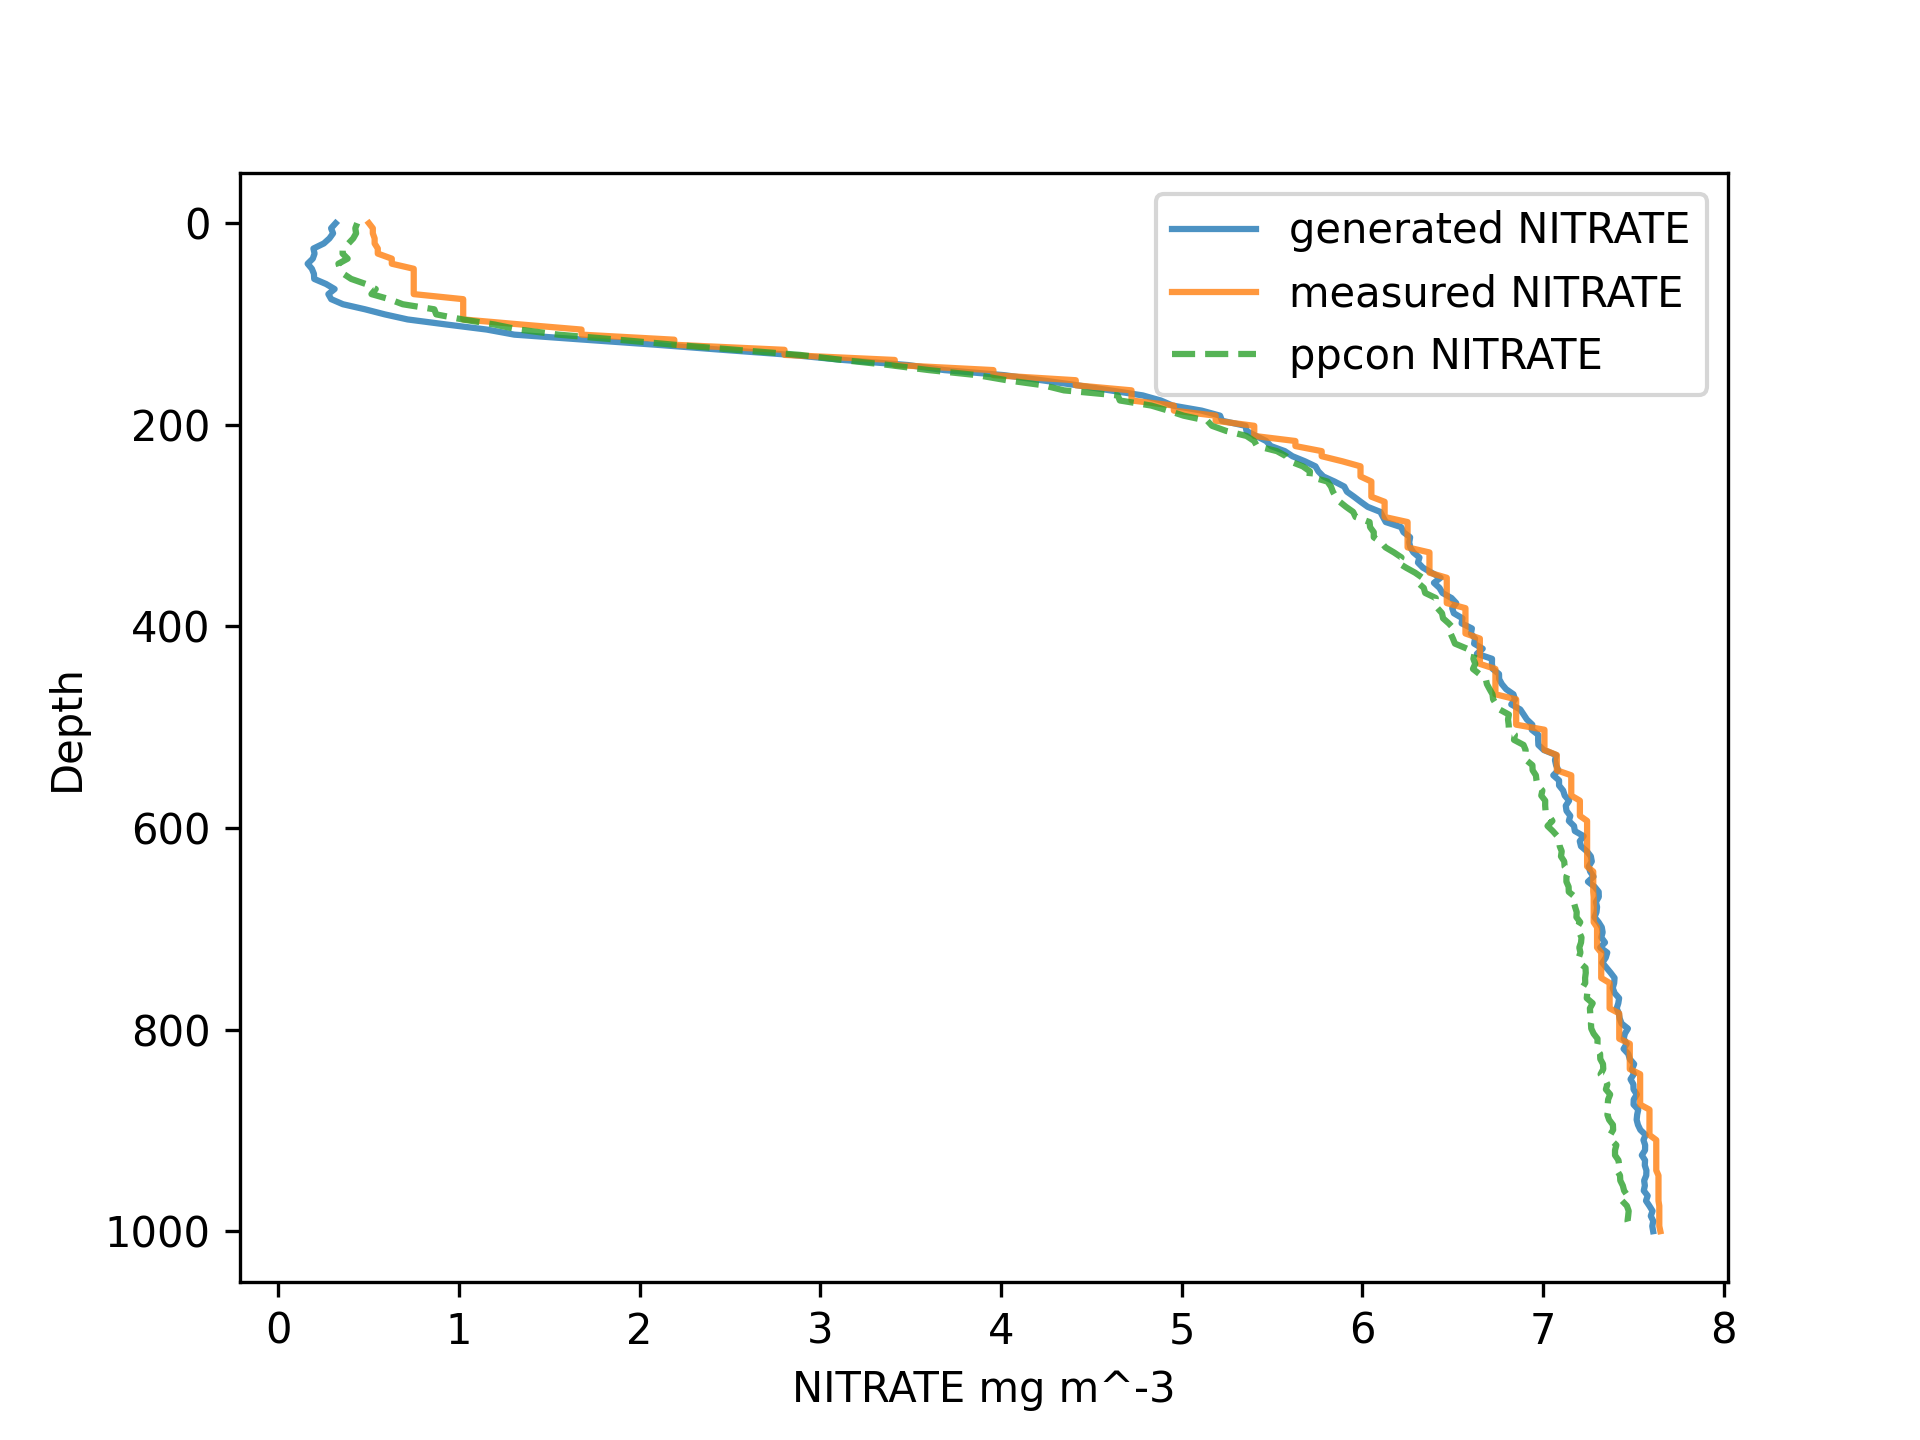 generated NITRATE
measured NITRATE
ppcon NITRATE
0
200
400
600
800
1000
Depth
0 1 2 3 4 5 6 7 8
NITRATE mg m^-3